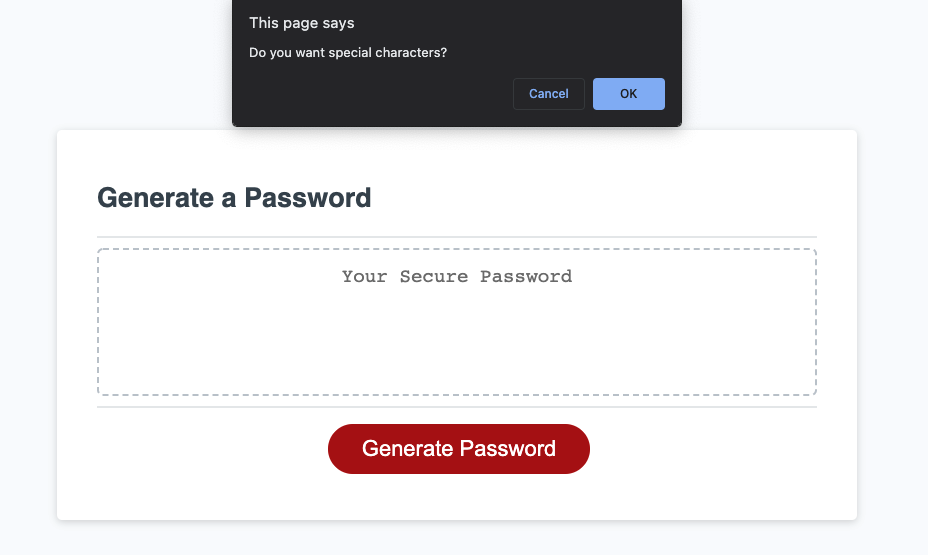 This page says
Do you want special characters?
Cancel
OK
Generate a Password
Your Secure Password
Generate Password